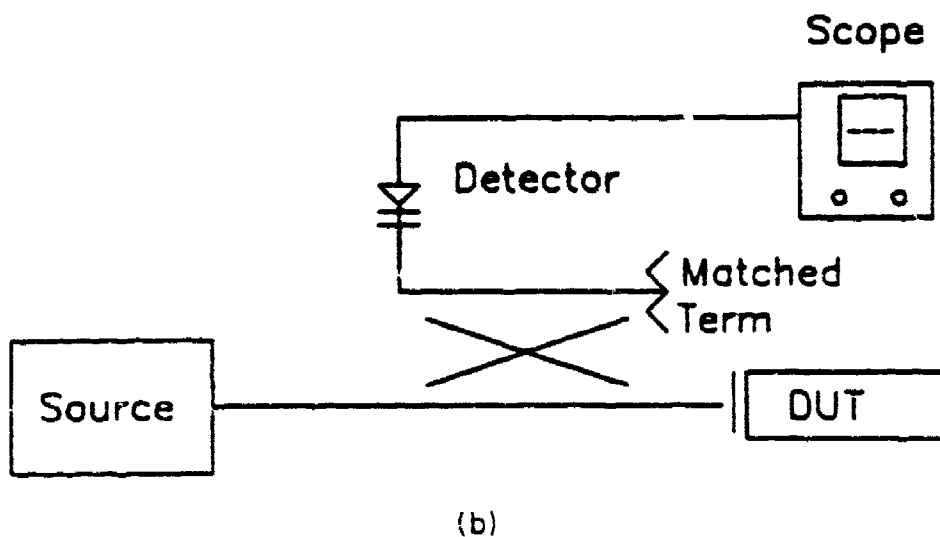 Scope
Detector
Matched
Term
Source
DUT
(b)